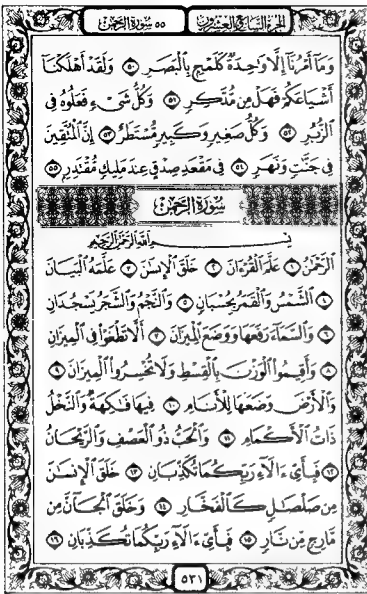 الجزء السابع والعشرون ٥٥ سورة الرحمن
وَمَآ أَمْرُنَآ إِلَّا وَٰحِدَةٌ كَلَمْحٍۭ بِٱلْبَصَرِ ٥٠ وَلَقَدْ أَهْلَكْنَآ
أَشْيَاعَكُمْ فَهَلْ مِن مُّدَّكِرٍ ٥١ وَكُلُّ شَىْءٍ فَعَلُوهُ فِى
ٱلزُّبُرِ ٥٢ وَكُلُّ صَغِيرٍ وَكَبِيرٍ مُّسْتَطَرٌ ٥٣ إِنَّ ٱلْمُتَّقِينَ
فِى جَنَّٰتٍ وَنَهَرٍ ٥٤ فِى مَقْعَدِ صِدْقٍ عِندَ مَلِيكٍ مُّقْتَدِرٍۭ ٥٥
سُورَةُ الرَّحْمٰن
بِسْمِ ٱللَّهِ ٱلرَّحْمَٰنِ ٱلرَّحِيمِ
ٱلرَّحْمَٰنُ ١ عَلَّمَ ٱلْقُرْءَانَ ٢ خَلَقَ ٱلْإِنسَٰنَ ٣ عَلَّمَهُ ٱلْبَيَانَ
٤ ٱلشَّمْسُ وَٱلْقَمَرُ بِحُسْبَانٍ ٥ وَٱلنَّجْمُ وَٱلشَّجَرُ يَسْجُدَانِ
٦ وَٱلسَّمَآءَ رَفَعَهَا وَوَضَعَ ٱلْمِيزَانَ ٧ أَلَّا تَطْغَوْا۟ فِى ٱلْمِيزَانِ
٨ وَأَقِيمُوا۟ ٱلْوَزْنَ بِٱلْقِسْطِ وَلَا تُخْسِرُوا۟ ٱلْمِيزَانَ ٩
وَٱلْأَرْضَ وَضَعَهَا لِلْأَنَامِ ١٠ فِيهَا فَٰكِهَةٌ وَٱلنَّخْلُ
ذَاتُ ٱلْأَكْمَامِ ١١ وَٱلْحَبُّ ذُو ٱلْعَصْفِ وَٱلرَّيْحَانُ
١٢ فَبِأَىِّ ءَالَآءِ رَبِّكُمَا تُكَذِّبَانِ ١٣ خَلَقَ ٱلْإِنسَٰنَ
مِن صَلْصَٰلٍ كَٱلْفَخَّارِ ١٤ وَخَلَقَ ٱلْجَآنَّ مِن
مَّارِجٍ مِّن نَّارٍ ١٥ فَبِأَىِّ ءَالَآءِ رَبِّكُمَا تُكَذِّبَانِ ١٦
٥٣١